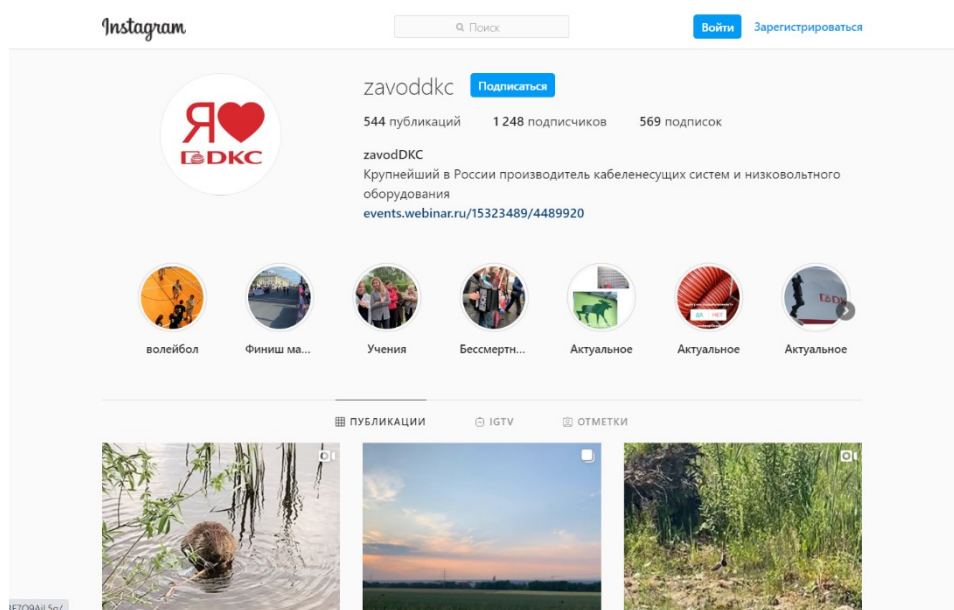 Instagram
Поиск
Войти
Зарегистрироваться
Я
DKC
zavoddkc
Подписаться
544 публикаций
1 248 подписчиков
569 подписок
zavodDKC
Крупнейший в России производитель кабеленесущих систем и низковольтного
оборудования
events.webinar.ru/15323489/4489920
ДА НЕТ
волейбол
Финиш ма...
Учения
Бессмертн...
Актуальное
Актуальное
Актуальное
ПУБЛИКАЦИИ
IGTV
ОТМЕТКИ